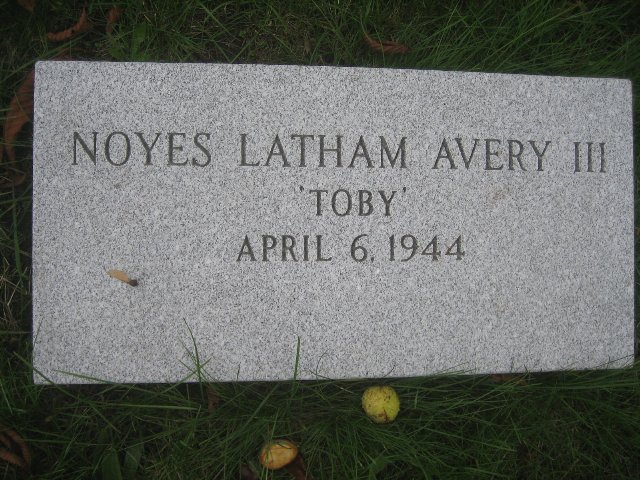 NOYES LATHAM AVERY III
'TOBY'
APRIL 6, 1944